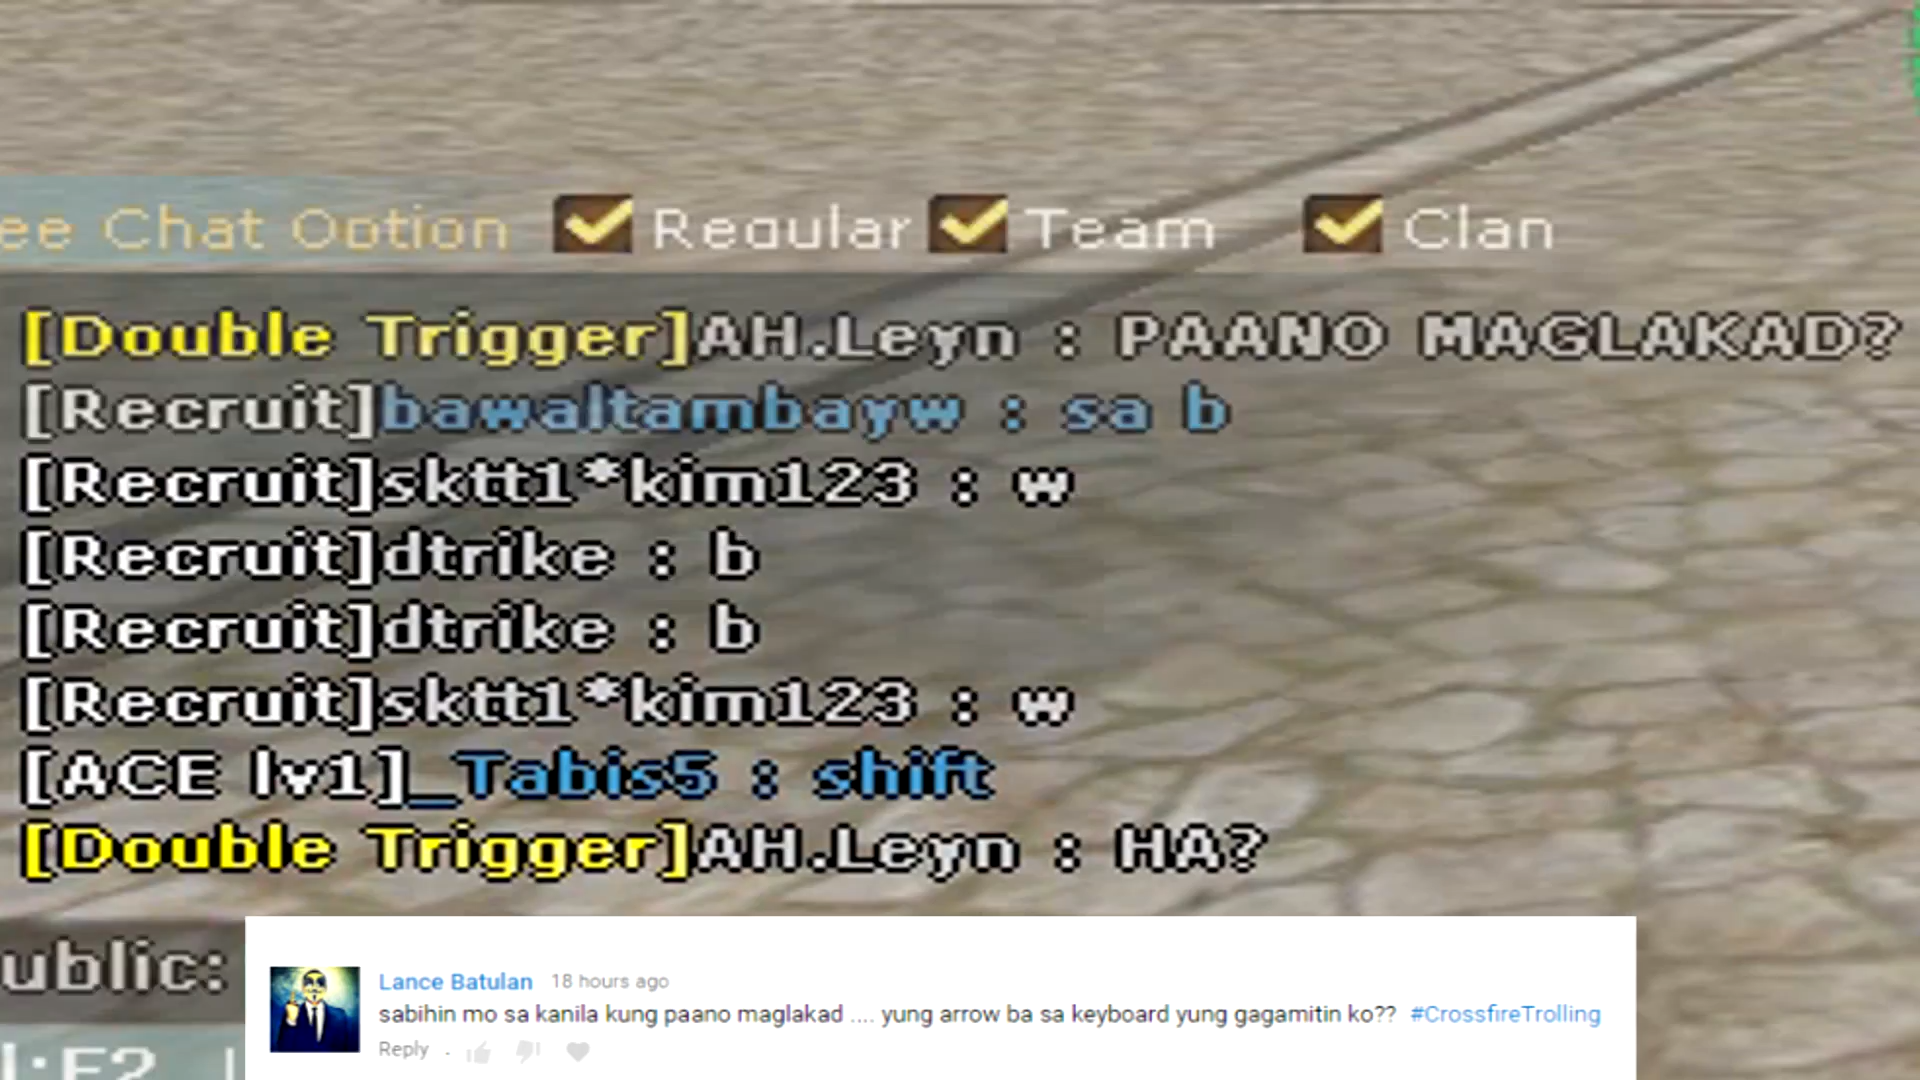 ee Chat Option Regular Team Clan
[Double Trigger]AH.Leyn : PAANO MAGLAKAD?
[Recruit]bawaltambayw : sa b
[Recruit]sktt1*kim123 : w
[Recruit]dtrike : b
[Recruit]dtrike : b
[Recruit]sktt1*kim123 : w
[ACE lv1]_Tabis5 : shift
[Double Trigger]AH.Leyn : HA?
ublic:
Lance Batulan 18 hours ago
sabihin mo sa kanila kung paano maglakad .... yung arrow ba sa keyboard yung gagamitin ko?? #CrossfireTrolling
Reply .